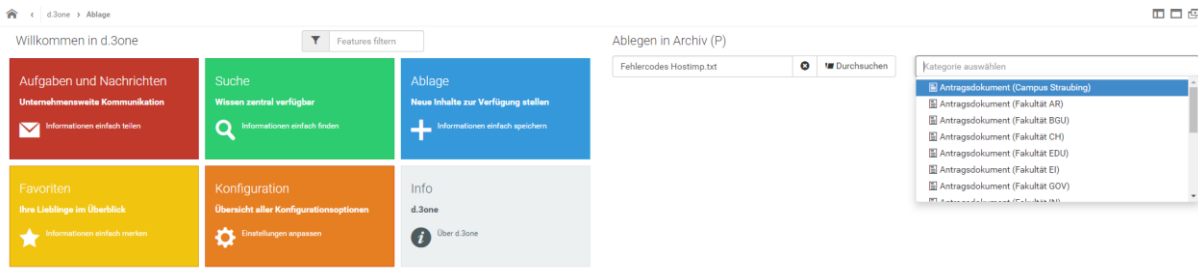 d.3one › Ablage
Willkommen in d.3one
Features filtern
Aufgaben und Nachrichten
Unternehmensweite Kommunikation
Informationen einfach teilen
Suche
Wissen zentral verfügbar
Informationen einfach finden
Ablage
Neue Inhalte zur Verfügung stellen
Informationen einfach speichern
Favoriten
Ihre Lieblinge im Überblick
Informationen einfach merken
Konfiguration
Übersicht aller Konfigurationsoptionen
Einstellungen anpassen
Info
d.3one
Über d.3one
Ablegen in Archiv (P)
Fehlercodes Hostimp.txt
Durchsuchen
Kategorie auswählen
Antragsdokument (Campus Straubing)
Antragsdokument (Fakultät AR)
Antragsdokument (Fakultät BGU)
Antragsdokument (Fakultät CH)
Antragsdokument (Fakultät EDU)
Antragsdokument (Fakultät EI)
Antragsdokument (Fakultät GOV)
Antragsdokument (Fakultät IN)